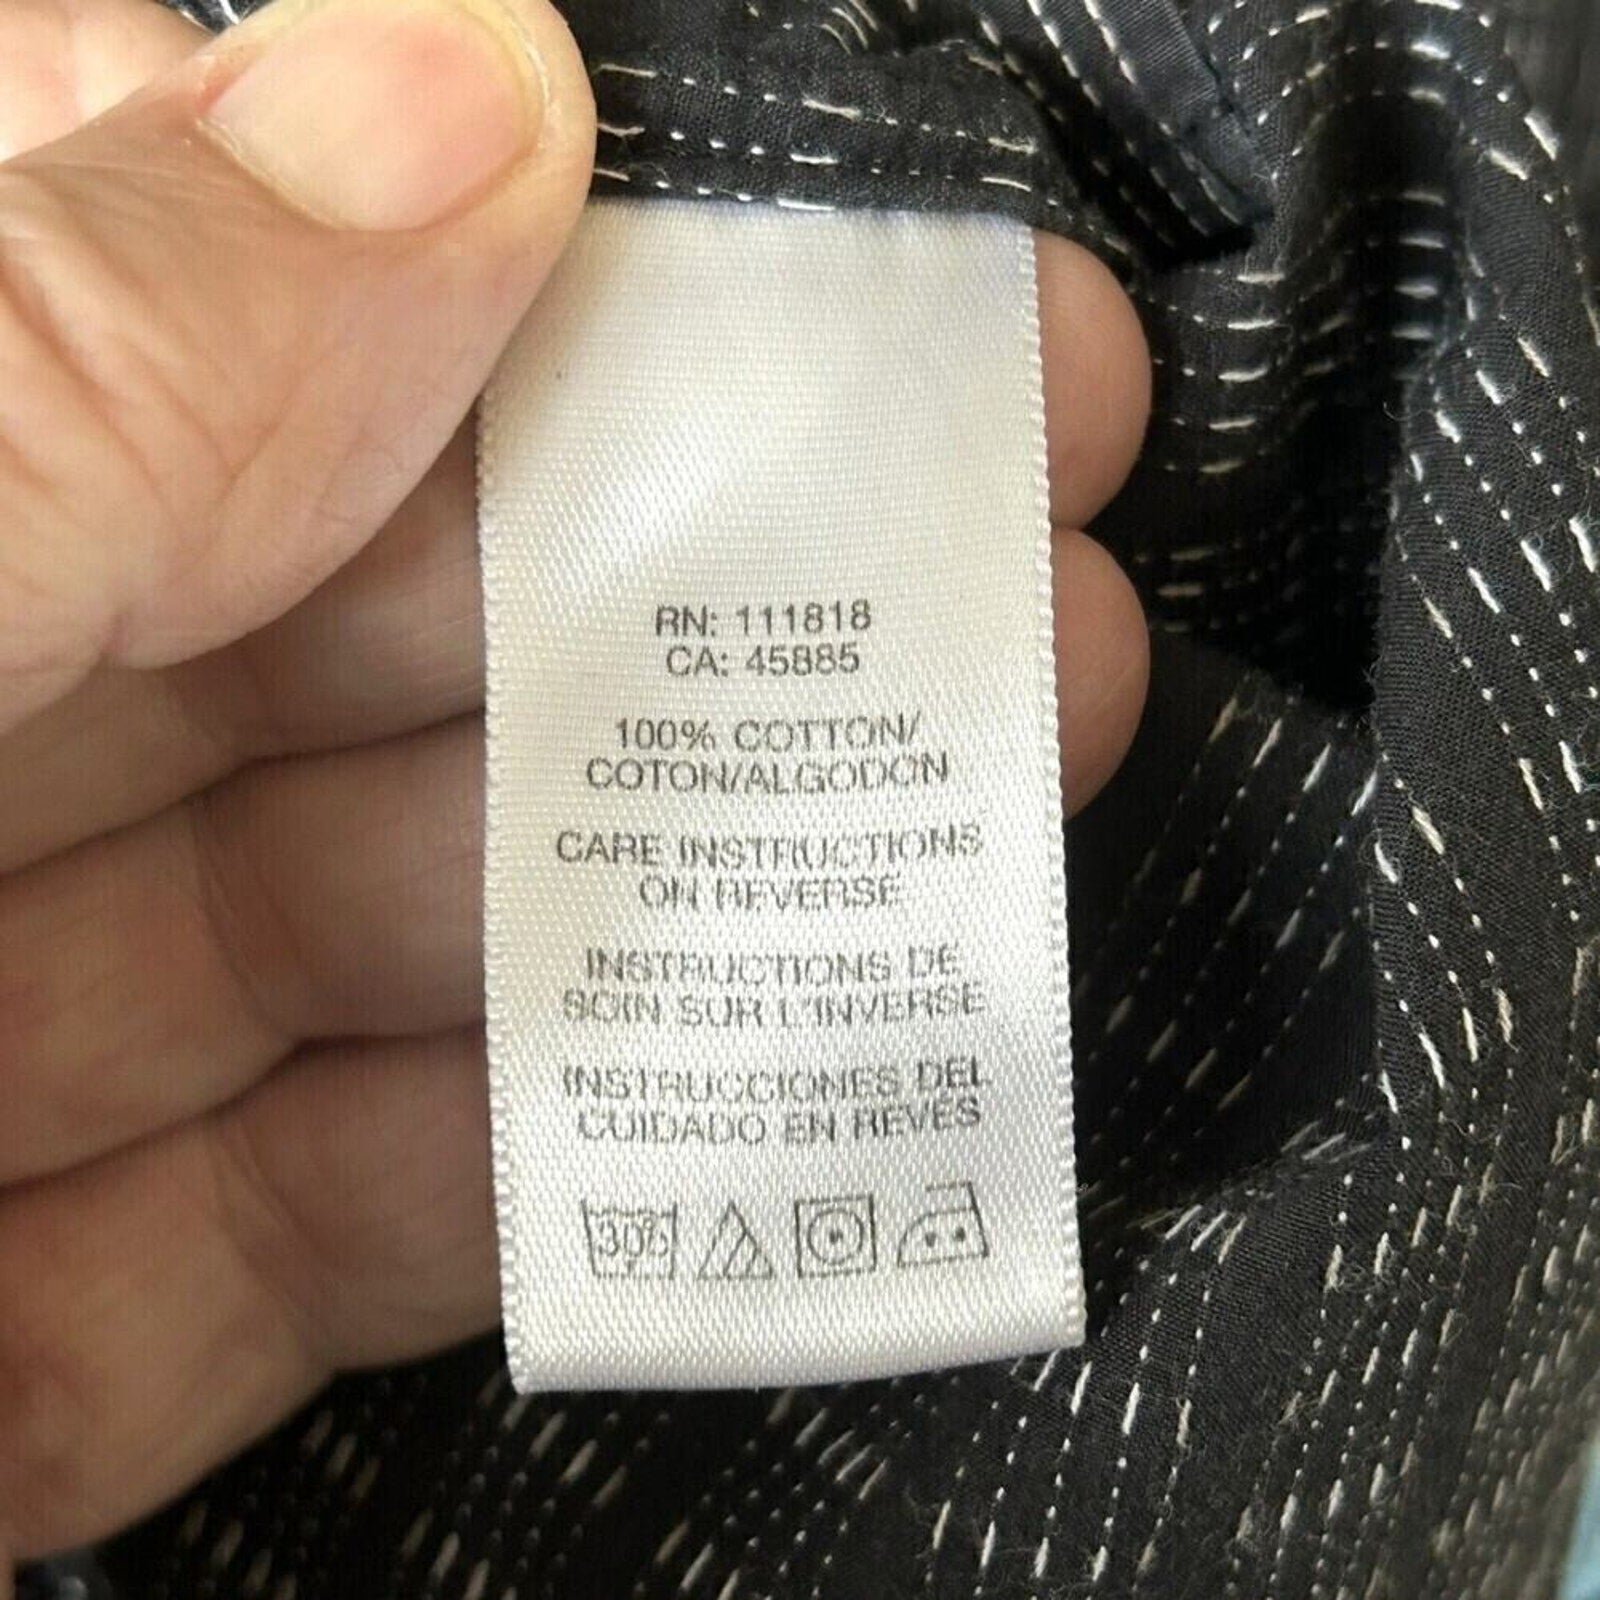 RN: 111818
CA: 45885
100% COTTON/
COTON/ALGODON
CARE INSTRUCTIONS
ON REVERSE
INSTRUCTIONS DE
SOIN SUR L'INVERSE
INSTRUCCIONES DEL
CUIDADO EN REVES
30°c